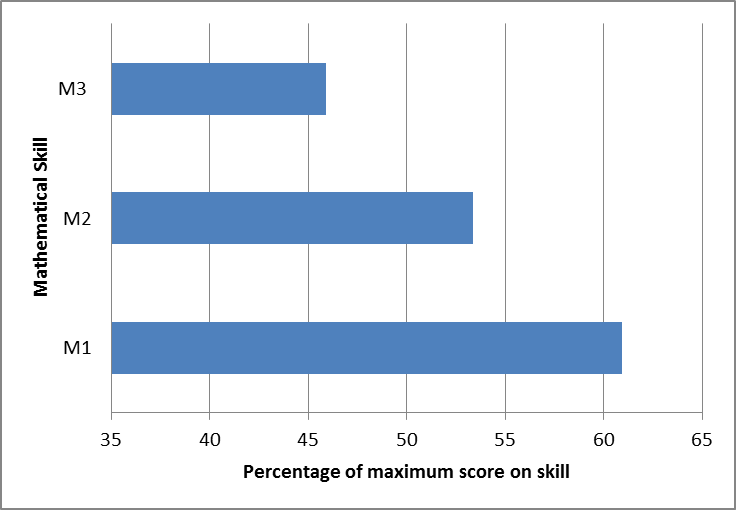 Mathematical Skill
M3
M2
M1
35 40 45 50 55 60 65
Percentage of maximum score on skill